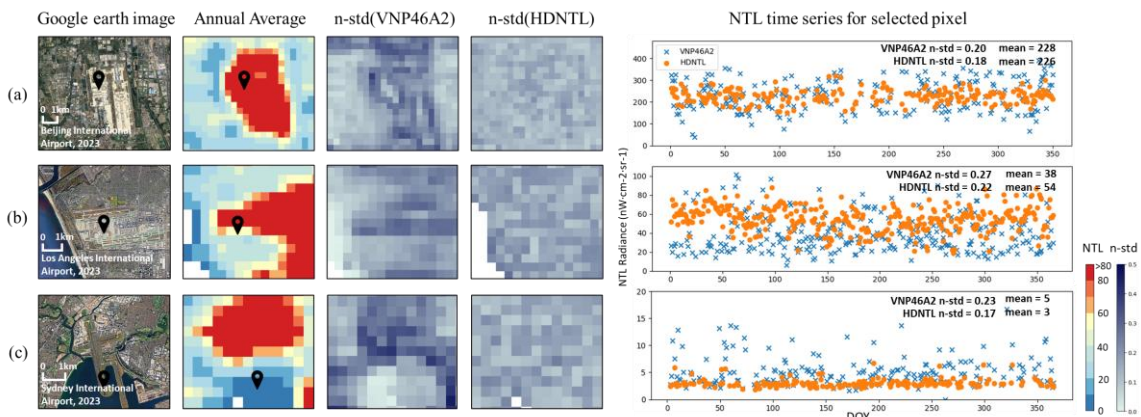 Google earth image
Annual Average
n-std(VNP46A2)
n-std(HDNTL)
NTL time series for selected pixel
(a)
0 1km
Beijing International
Airport, 2023
VNP46A2
HDNTL
VNP46A2 n-std = 0.20 mean = 228
HDNTL n-std = 0.18 mean = 226
400
300
200
100
0
0 50 100 150 200 250 300 350
(b)
0 1km
Los Angeles International
Airport, 2023
NTL Radiance (nW·cm-2·sr-1)
VNP46A2 n-std = 0.27 mean = 38
HDNTL n-std = 0.22 mean = 54
100
80
60
40
20
0
0 50 100 150 200 250 300 350
(c)
0 1km
Sydney International
Airport, 2023
VNP46A2 n-std = 0.23 mean = 5
HDNTL n-std = 0.17 mean = 3
20
15
10
5
0
0 50 100 150 200 250 300 350
DOY
NTL n-std
>80
80
60
40
20
0
0.5
0.4
0.3
0.2
0.1
0.0